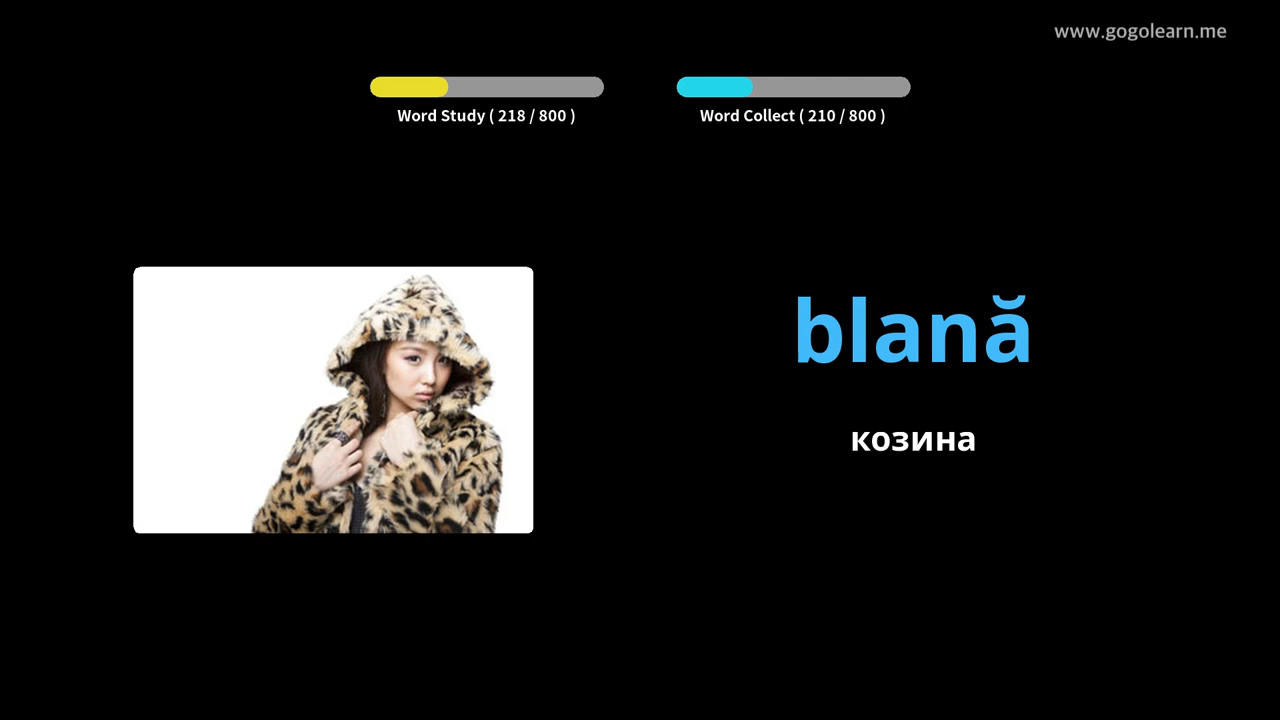 www.gogolearn.me
Word Study ( 218 / 800 )
Word Collect ( 210 / 800 )
blană
козина